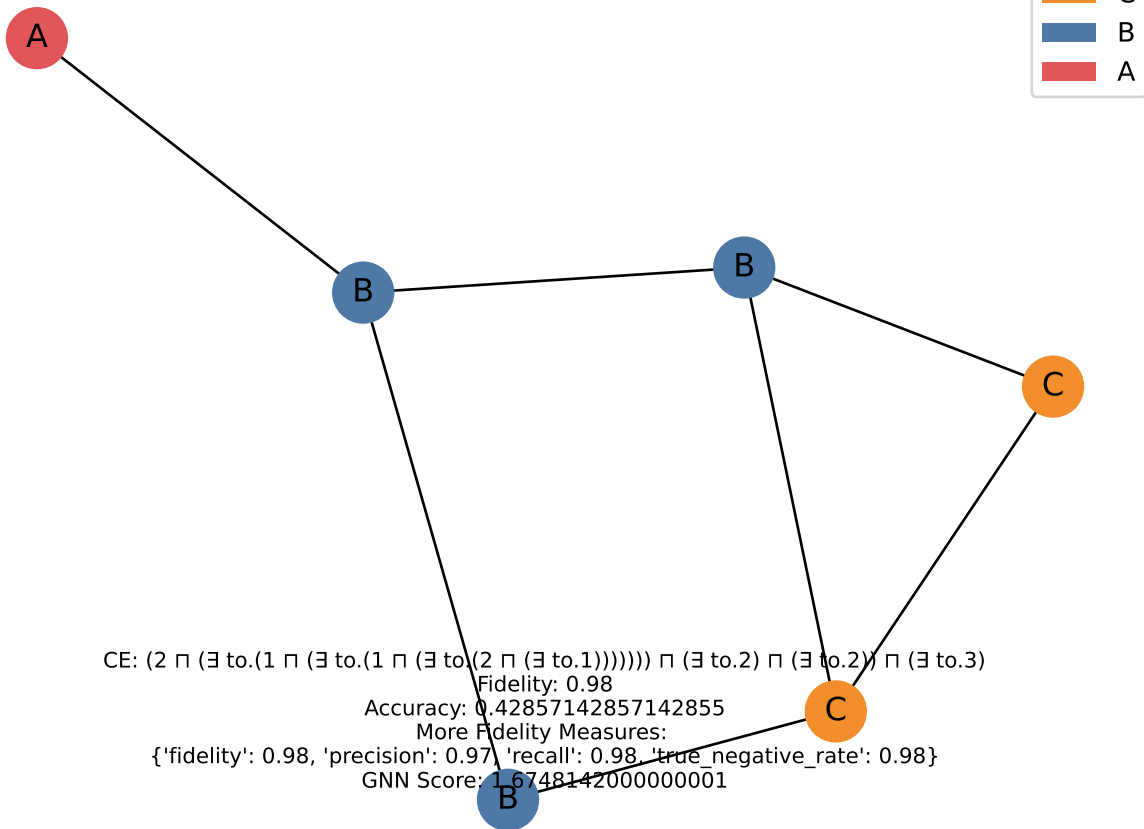 A
B
A
B
B
C
CE: (2 ⊓ (∃ to.(1 ⊓ (∃ to.(1 ⊓ (∃ to.(2 ⊓ (∃ to.1))))))) ⊓ (∃ to.2) ⊓ (∃ to.2)) ⊓ (∃ to.3)
Fidelity: 0.98
Accuracy: 0.42857142857142855
C
More Fidelity Measures:
{'fidelity': 0.98, 'precision': 0.97, 'recall': 0.98, 'true_negative_rate': 0.98}
GNN Score: 1.6748142000000001
B